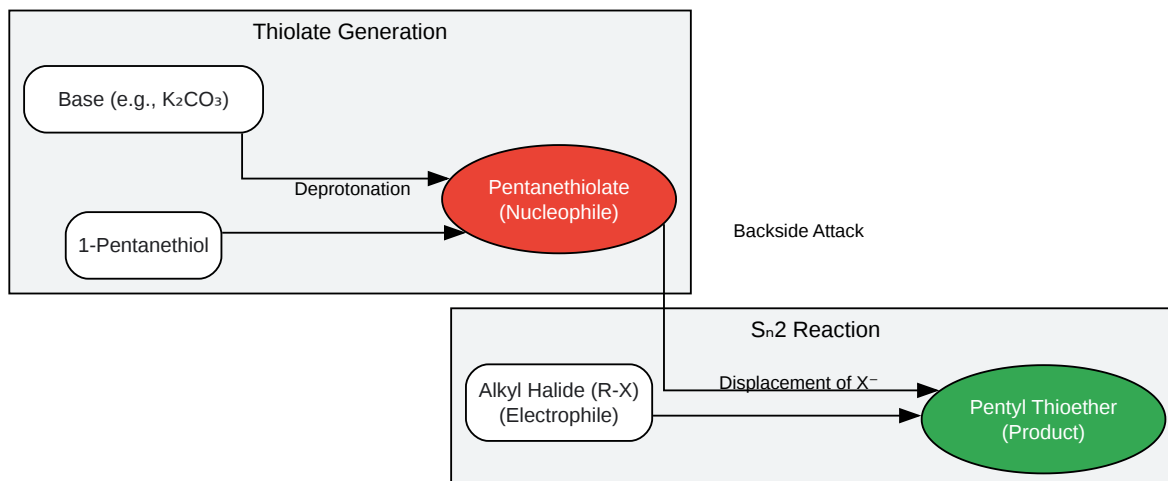 Thiolate Generation
Base (e.g., K₂CO₃)
Deprotonation
Pentanethiolate
(Nucleophile)
1-Pentanethiol
Backside Attack
Sₙ2 Reaction
Alkyl Halide (R-X)
(Electrophile)
Displacement of X⁻
Pentyl Thioether
(Product)